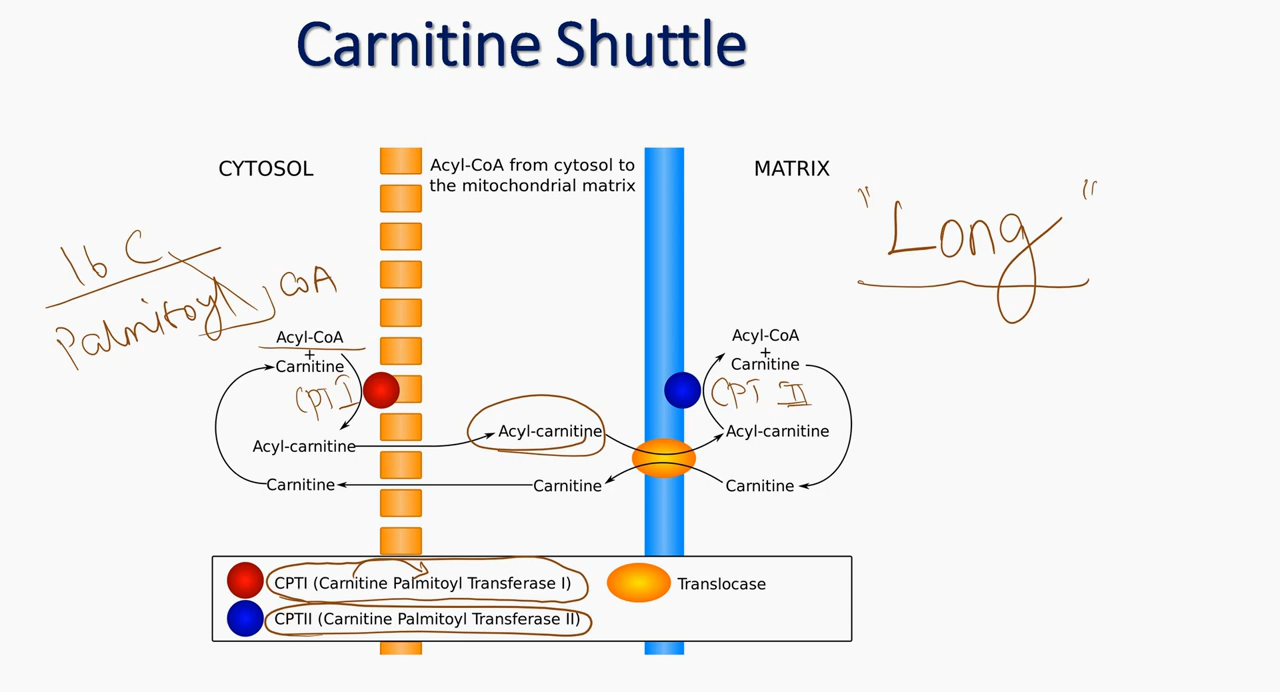 Carnitine Shuttle
CYTOSOL
Acyl-CoA from cytosol to
the mitochondrial matrix
MATRIX
"Long"
16 C
Palmitoyl CoA
Acyl-CoA
+
Carnitine
CPT I
Acyl-carnitine
Carnitine
Acyl-carnitine
Carnitine
Acyl-CoA
+
Carnitine
CPT II
Acyl-carnitine
Carnitine
CPTI (Carnitine Palmitoyl Transferase I)
Translocase
CPTII (Carnitine Palmitoyl Transferase II)